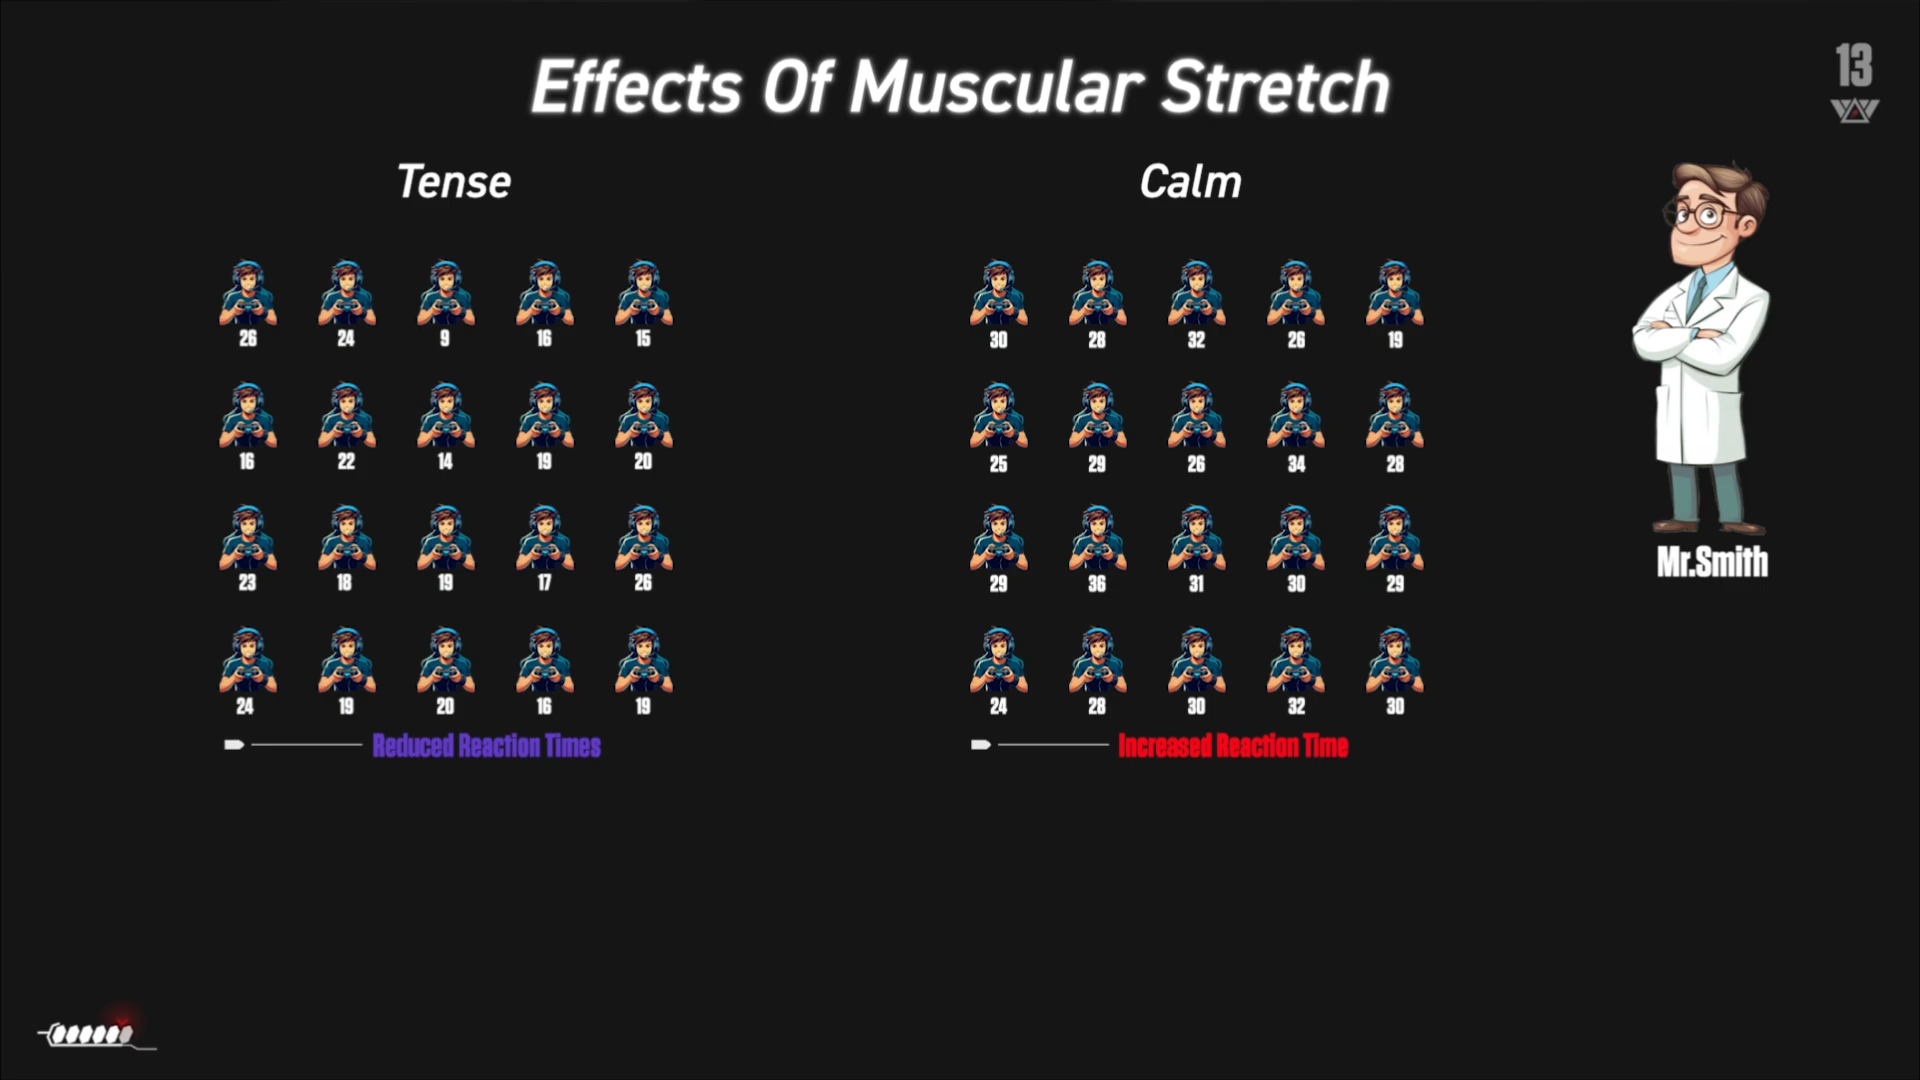 Effects Of Muscular Stretch
13
Tense
Calm
26 24 9 16 15
30 28 32 26 19
16 22 14 19 20
25 29 26 34 28
23 18 19 17 26
29 36 31 30 29
Mr.Smith
24 19 20 16 19
24 28 30 32 30
Reduced Reaction Times
Increased Reaction Time